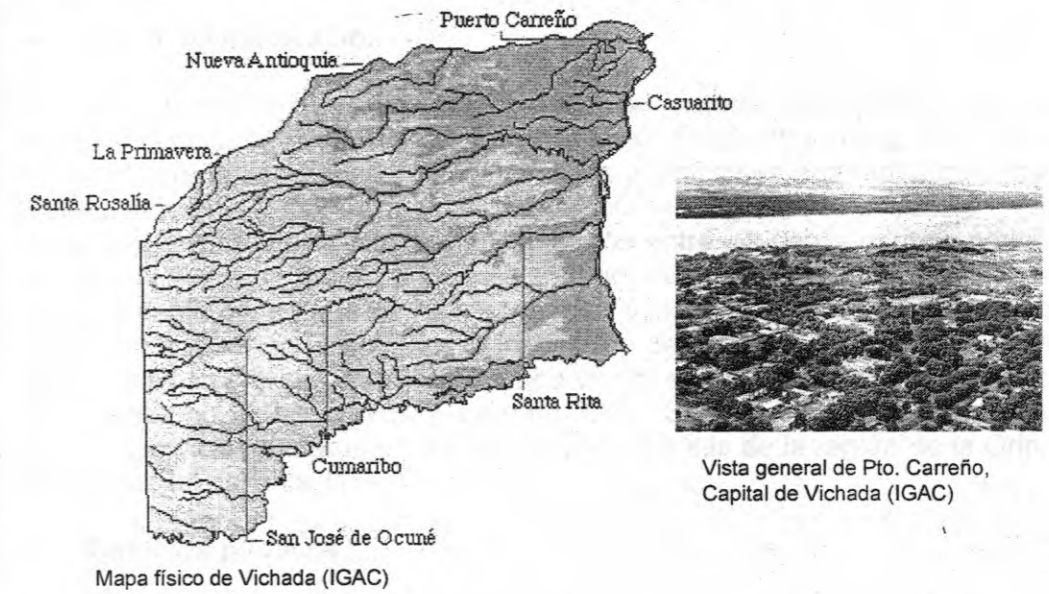 Puerto Carreño
Nueva Antioquia
Casuarito
La Primavera
Santa Rosalía
Santa Rita
Cumaribo
San José de Ocuné
Vista general de Pto. Carreño,
Capital de Vichada (IGAC)
Mapa físico de Vichada (IGAC)